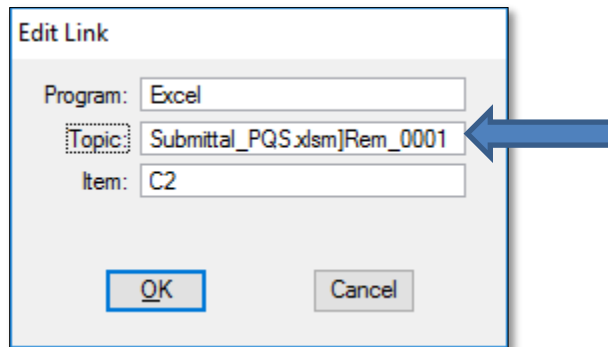 Edit Link
Program: Excel
Topic: Submittal_PQS.xlsm]Rem_0001
Item: C2
OK Cancel